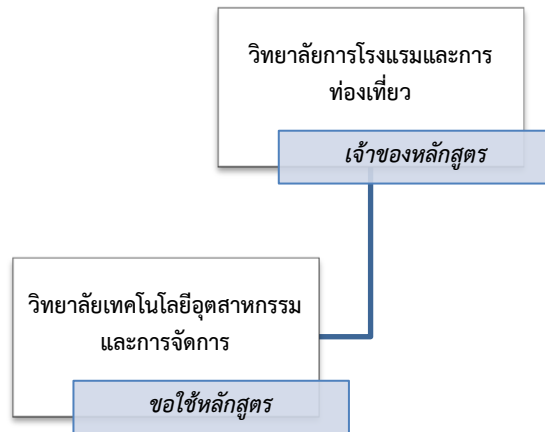 วิทยาลัยการโรงแรมและการ
ท่องเที่ยว
เจ้าของหลักสูตร
วิทยาลัยเทคโนโลยีอุตสาหกรรม
และการจัดการ
ขอใช้หลักสูตร